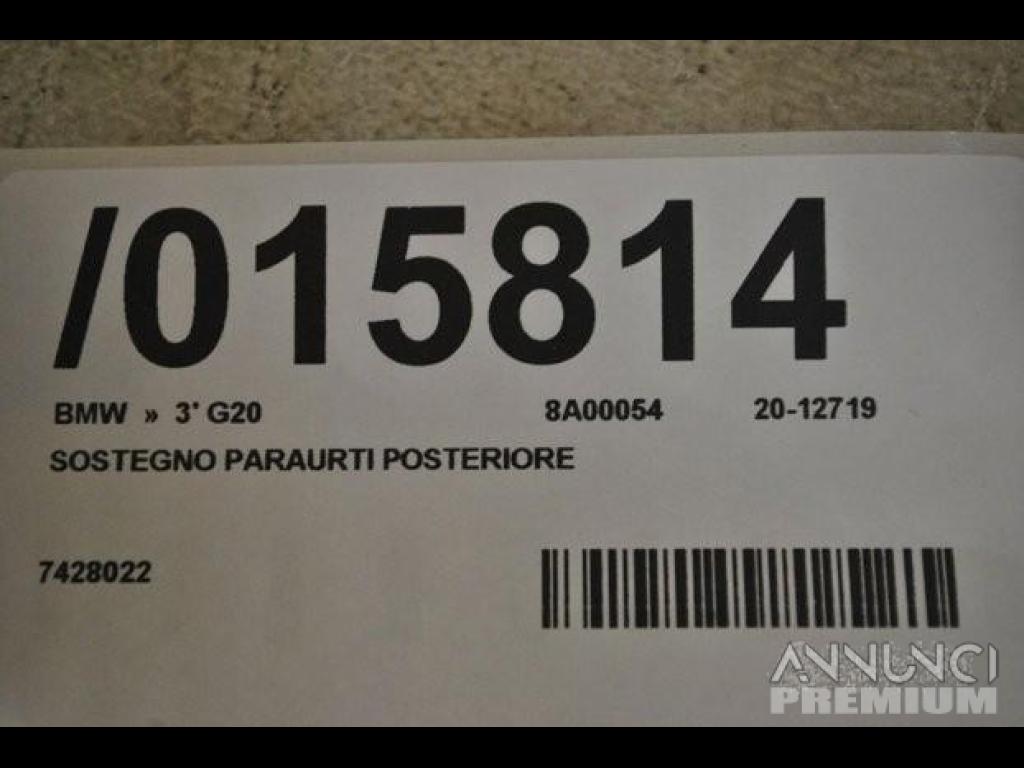 /015814
BMW » 3° G20 8A00054 20-12719
SOSTEGNO PARAURTI POSTERIORE
7428022
ANNUNCI
PREMIUM